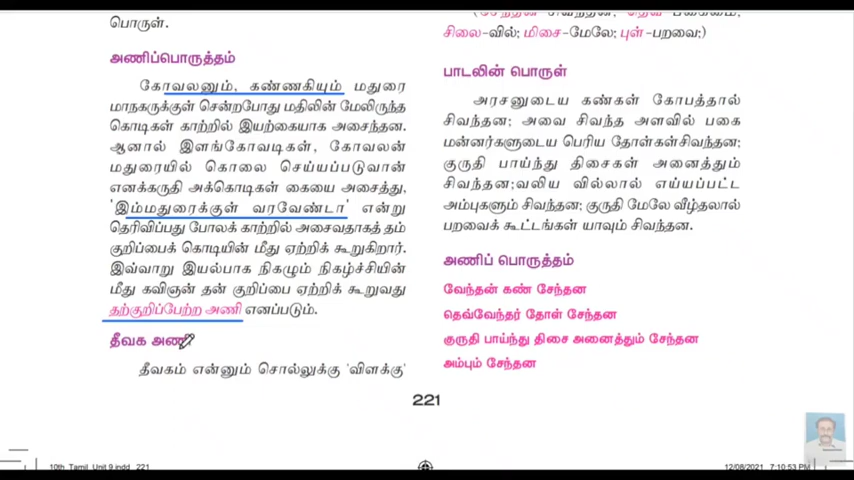 பொருள்.
அணிப்பொருத்தம்
கோவலனும், கண்ணகியும் மதுரை
மாநகருக்குள் சென்றபோது மதிலின் மேலிருந்த
கொடிகள் காற்றில் இயற்கையாக அசைந்தன.
ஆனால் இளங்கோவடிகள், கோவலன்
மதுரையில் கொலை செய்யப்படுவான்
எனக்கருதி அக்கொடிகள் கையை அசைத்து,
'இம்மதுரைக்குள் வரவேண்டா' என்று
தெரிவிப்பது போலக் காற்றில் அசைவதாகத் தம்
குறிப்பைக் கொடியின் மீது ஏற்றிக் கூறுகிறார்.
இவ்வாறு இயல்பாக நிகழும் நிகழ்ச்சியின்
மீது கவிஞன் தன் குறிப்பை ஏற்றிக் கூறுவது
தற்குறிப்பேற்ற அணி எனப்படும்.
தீவக அணி
தீவகம் என்னும் சொல்லுக்கு 'விளக்கு'
சிலை-வில்; மிசை-மேலே; புள்-பறவை;)
பாடலின் பொருள்
அரசனுடைய கண்கள் கோபத்தால்
சிவந்தன; அவை சிவந்த அளவில் பகை
மன்னர்களுடைய பெரிய தோள்கள்சிவந்தன;
குருதி பாய்ந்து திசைகள் அனைத்தும்
சிவந்தன;வலிய வில்லால் எய்யப்பட்ட
அம்புகளும் சிவந்தன; குருதி மேலே வீழ்தலால்
பறவைக் கூட்டங்கள் யாவும் சிவந்தன.
அணிப் பொருத்தம்
வேந்தன் கண் சேந்தன
தெவ்வேந்தர் தோள் சேந்தன
குருதி பாய்ந்து திசை அனைத்தும் சேந்தன
அம்பும் சேந்தன
221
10th_Tamil_Unit 9.indd 221
12/08/2021 7:10:53 PM